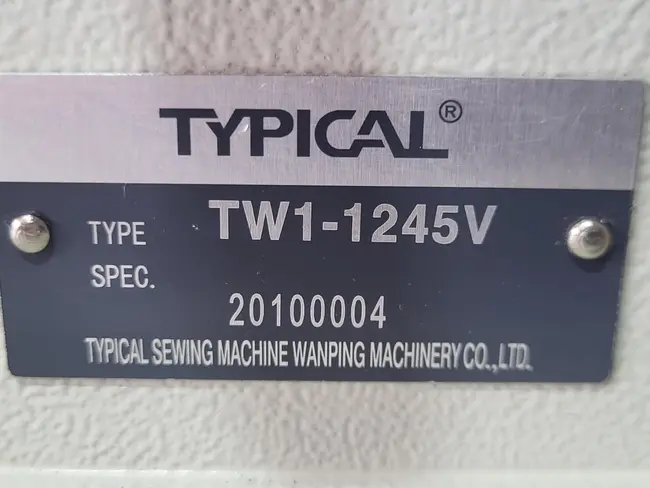 TYPICAL®
TYPE TW1-1245V
SPEC.
20100004
TYPICAL SEWING MACHINE WANPING MACHINERY CO.,LTD.